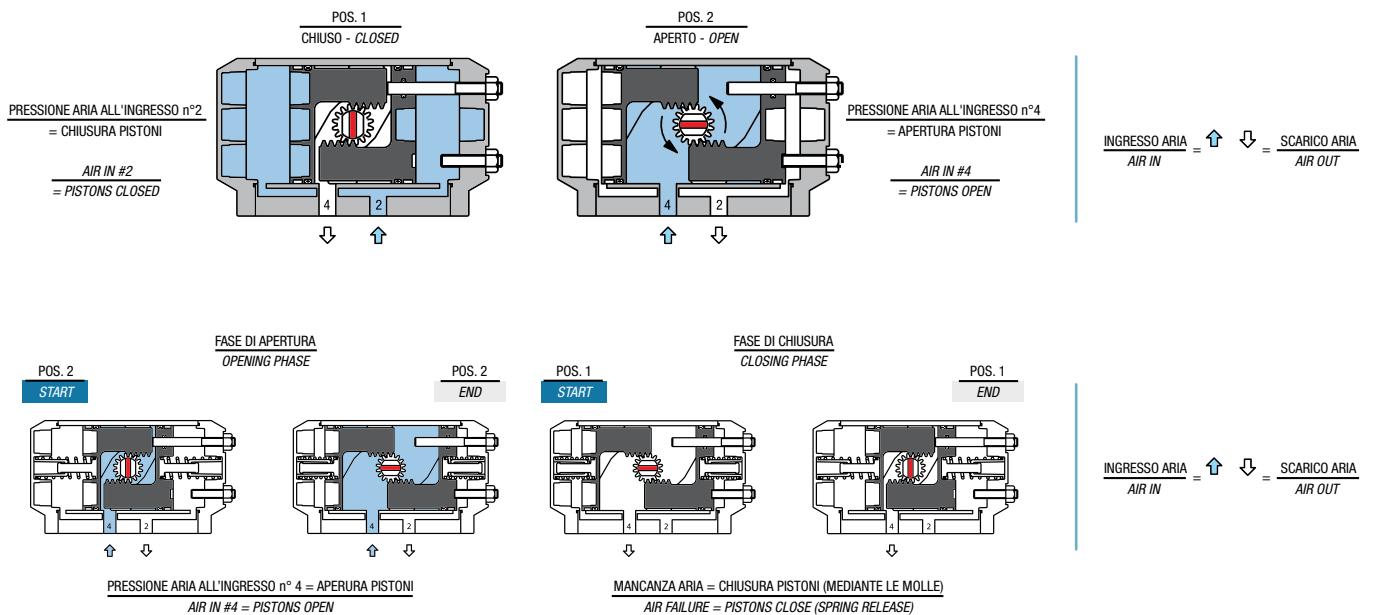 POS. 1
CHIUSO - CLOSED
POS. 2
APERTO - OPEN
PRESSIONE ARIA ALL'INGRESSO n°2
= CHIUSURA PISTONI
AIR IN #2
= PISTONS CLOSED
4
2
4
2
PRESSIONE ARIA ALL'INGRESSO n°4
= APERTURA PISTONI
AIR IN #4
= PISTONS OPEN
INGRESSO ARIA
AIR IN
=
=
SCARICO ARIA
AIR OUT
FASE DI APERTURA
OPENING PHASE
POS. 2
START
POS. 2
END
4
2
4
2
PRESSIONE ARIA ALL'INGRESSO n° 4 = APERURA PISTONI
AIR IN #4 = PISTONS OPEN
FASE DI CHIUSURA
CLOSING PHASE
POS. 1
START
POS. 1
END
4
2
4
2
MANCANZA ARIA = CHIUSURA PISTONI (MEDIANTE LE MOLLE)
AIR FAILURE = PISTONS CLOSE (SPRING RELEASE)
INGRESSO ARIA
AIR IN
=
=
SCARICO ARIA
AIR OUT